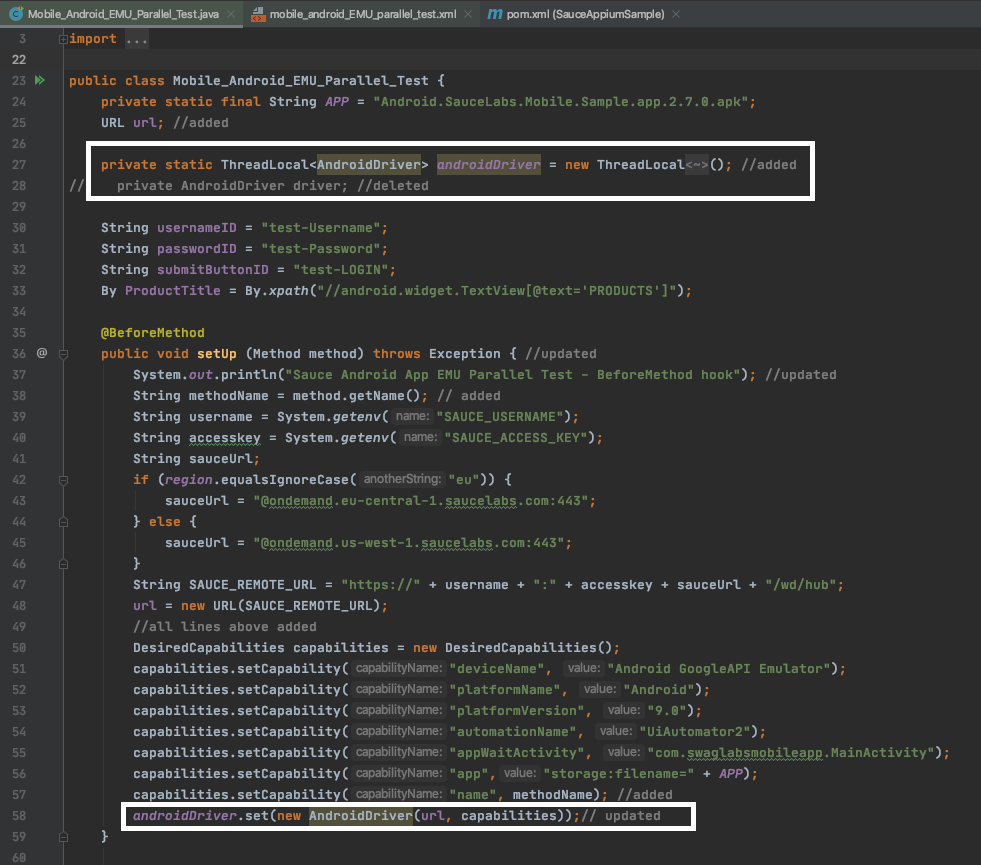 Mobile_Android_EMU_Parallel_Test.java
mobile_android_EMU_parallel_test.xml
pom.xml (SauceAppiumSample)
3 import ...
22
23 public class Mobile_Android_EMU_Parallel_Test {
24     private static final String APP = "Android.SauceLabs.Mobile.Sample.app.2.7.0.apk";
25     URL url; //added
26
27     private static ThreadLocal<AndroidDriver> androidDriver = new ThreadLocal<~>(); //added
28 //    private AndroidDriver driver; //deleted
29
30     String usernameID = "test-Username";
31     String passwordID = "test-Password";
32     String submitButtonID = "test-LOGIN";
33     By ProductTitle = By.xpath("//android.widget.TextView[@text='PRODUCTS']");
34
35     @BeforeMethod
36 @    public void setUp (Method method) throws Exception { //updated
37         System.out.println("Sauce Android App EMU Parallel Test - BeforeMethod hook"); //updated
38         String methodName = method.getName(); // added
39         String username = System.getenv( name: "SAUCE_USERNAME");
40         String accesskey = System.getenv( name: "SAUCE_ACCESS_KEY");
41         String sauceUrl;
42         if (region.equalsIgnoreCase( anotherString: "eu")) {
43             sauceUrl = "@ondemand.eu-central-1.saucelabs.com:443";
44         } else {
45             sauceUrl = "@ondemand.us-west-1.saucelabs.com:443";
46         }
47         String SAUCE_REMOTE_URL = "https://" + username + ":" + accesskey + sauceUrl + "/wd/hub";
48         url = new URL(SAUCE_REMOTE_URL);
49         //all lines above added
50         DesiredCapabilities capabilities = new DesiredCapabilities();
51         capabilities.setCapability( capabilityName: "deviceName", value: "Android GoogleAPI Emulator");
52         capabilities.setCapability( capabilityName: "platformName", value: "Android");
53         capabilities.setCapability( capabilityName: "platformVersion", value: "9.0");
54         capabilities.setCapability( capabilityName: "automationName", value: "UiAutomator2");
55         capabilities.setCapability( capabilityName: "appWaitActivity", value: "com.swaglabsmobileapp.MainActivity");
56         capabilities.setCapability( capabilityName: "app", value: "storage:filename=" + APP);
57         capabilities.setCapability( capabilityName: "name", methodName); //added
58         androidDriver.set(new AndroidDriver(url, capabilities));// updated
59     }
60